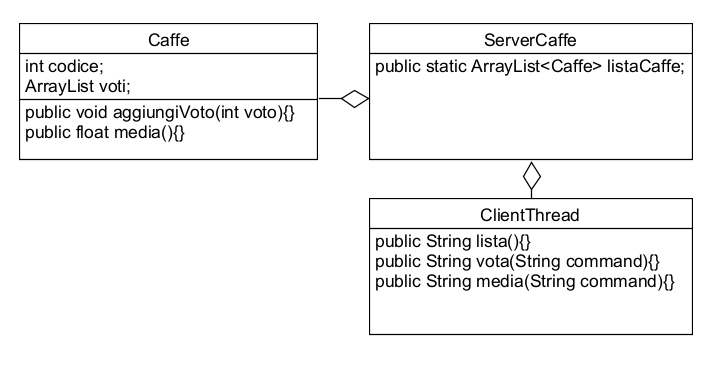 Caffe
int codice;
ArrayList voti;
public void aggiungiVoto(int voto){}
public float media(){}
ServerCaffe
public static ArrayList<Caffe> listaCaffe;
ClientThread
public String lista(){}
public String vota(String command){}
public String media(String command){}